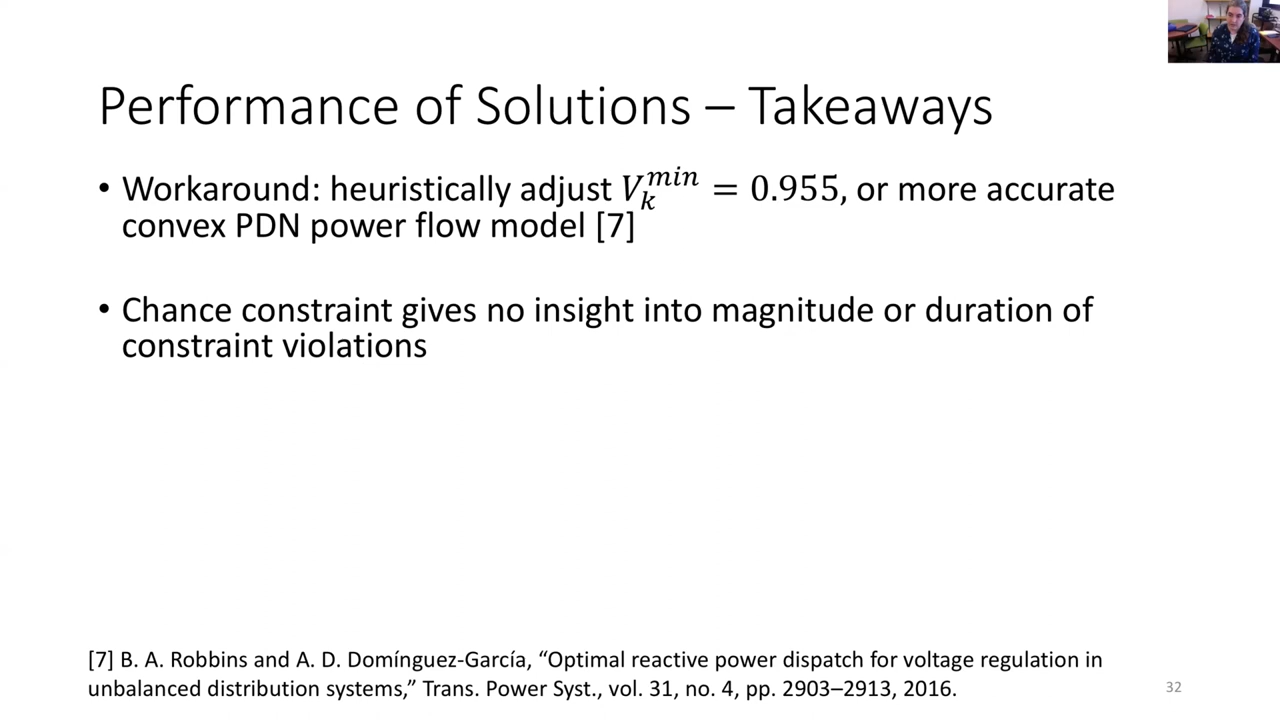 Performance of Solutions – Takeaways
• Workaround: heuristically adjust V_k^min = 0.955, or more accurate
convex PDN power flow model [7]
• Chance constraint gives no insight into magnitude or duration of
constraint violations
[7] B. A. Robbins and A. D. Domínguez-García, “Optimal reactive power dispatch for voltage regulation in
unbalanced distribution systems,” Trans. Power Syst., vol. 31, no. 4, pp. 2903–2913, 2016.
32